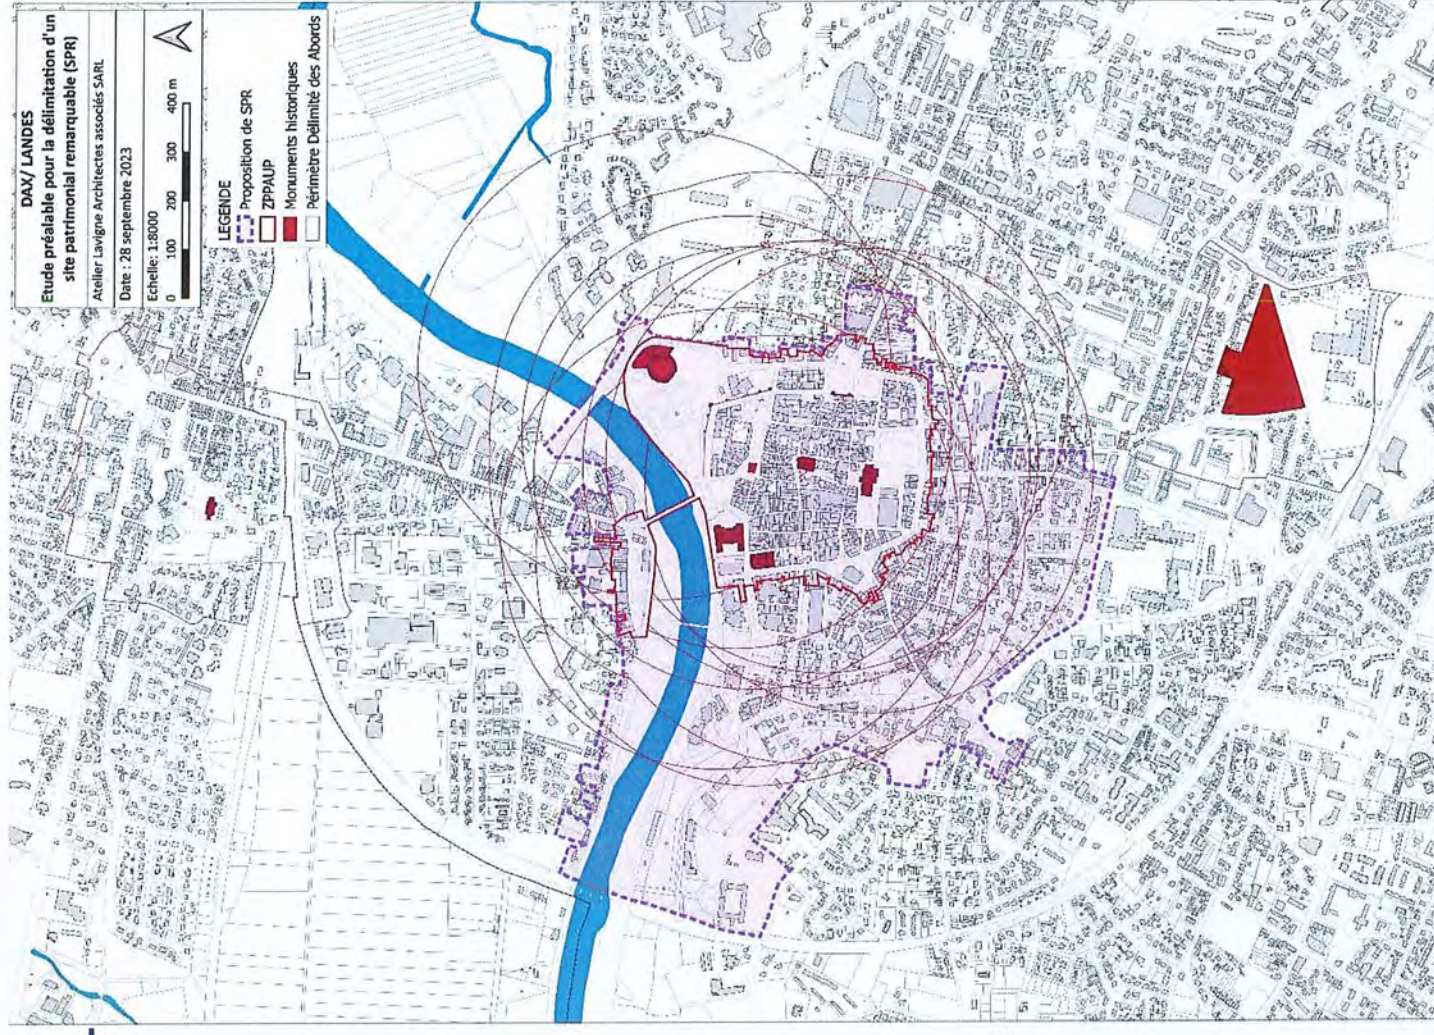 DAX/ LANDES
Etude préalable pour la délimitation d'un
site patrimonial remarquable (SPR)
Atelier Lavigne Architectes associés SARL
Date : 28 septembre 2023
Echelle: 1:8000
0 100 200 300 400 m
LEGENDE
Proposition de SPR
ZPPAUP
Monuments historiques
Périmètre Délimité des Abords